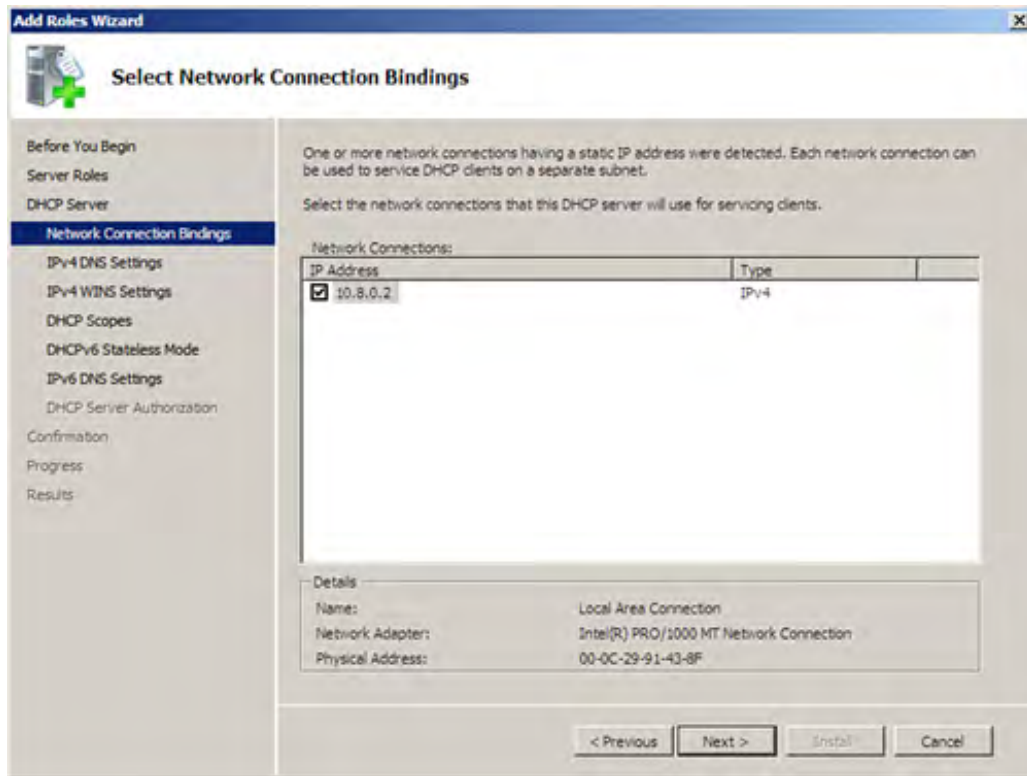 Add Roles Wizard
Select Network Connection Bindings
Before You Begin
Server Roles
DHCP Server
Network Connection Bindings
IPv4 DNS Settings
IPv4 WINS Settings
DHCP Scopes
DHCPv6 Stateless Mode
IPv6 DNS Settings
DHCP Server Authorization
Confirmation
Progress
Results
One or more network connections having a static IP address were detected. Each network connection can
be used to service DHCP clients on a separate subnet.
Select the network connections that this DHCP server will use for servicing clients.
Network Connections:
IP Address Type
10.8.0.2 IPv4
Details
Name: Local Area Connection
Network Adapter: Intel(R) PRO/1000 MT Network Connection
Physical Address: 00-0C-29-91-43-8F
< Previous Next > Install Cancel